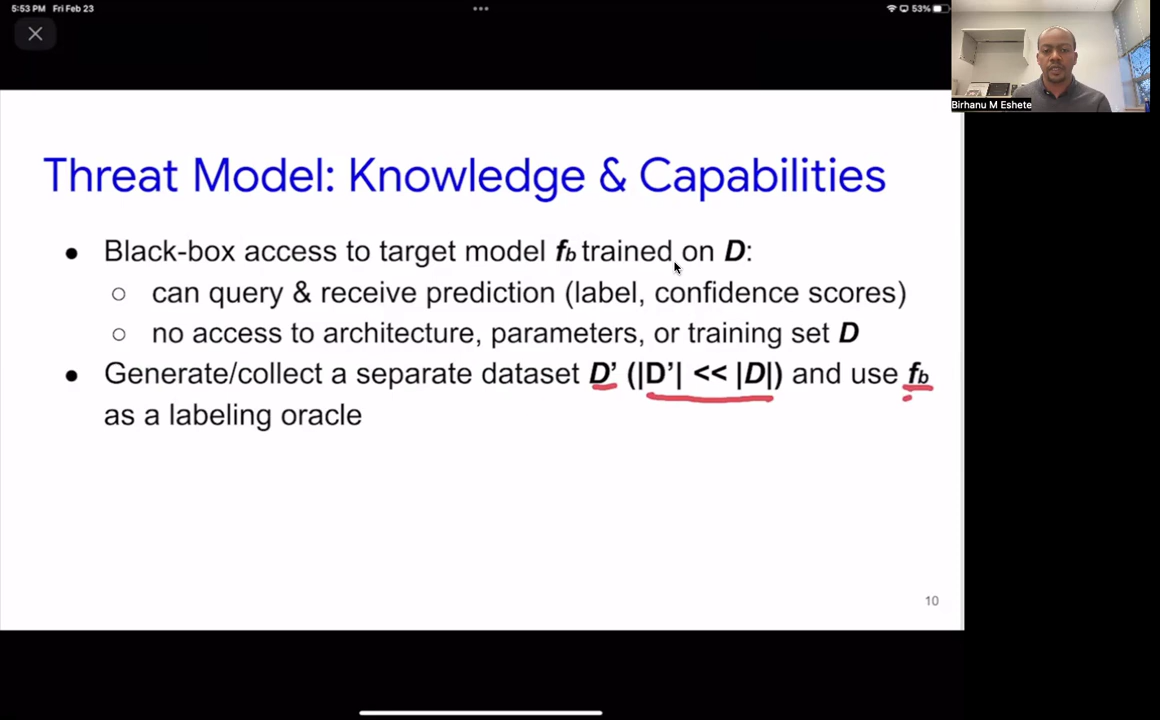 5:53 PM Fri Feb 23
53%
Birhanu M Eshete
Threat Model: Knowledge & Capabilities
● Black-box access to target model fb trained on D:
○ can query & receive prediction (label, confidence scores)
○ no access to architecture, parameters, or training set D
● Generate/collect a separate dataset D’ (|D’| << |D|) and use fb
as a labeling oracle
10